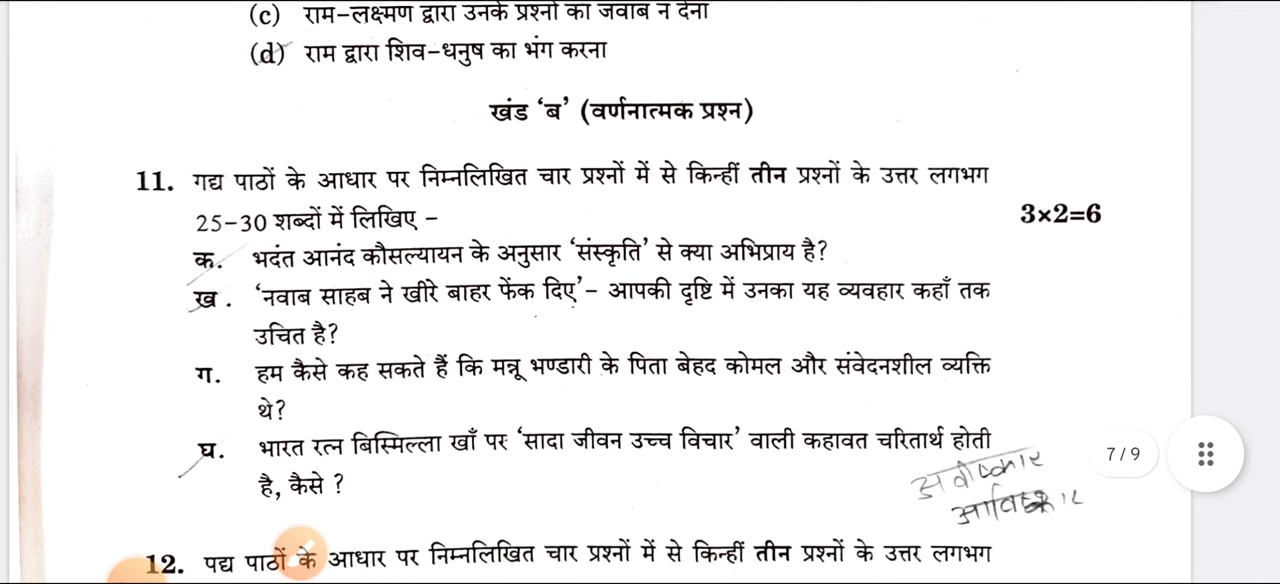 (c) राम-लक्ष्मण द्वारा उनके प्रश्नों का जवाब न देना
(d) राम द्वारा शिव-धनुष का भंग करना
खंड 'ब' (वर्णनात्मक प्रश्न)
11. गद्य पाठों के आधार पर निम्नलिखित चार प्रश्नों में से किन्हीं तीन प्रश्नों के उत्तर लगभग
25-30 शब्दों में लिखिए -
3×2=6
क. भदंत आनंद कौसल्यायन के अनुसार 'संस्कृति' से क्या अभिप्राय है?
ख. 'नवाब साहब ने खीरे बाहर फेंक दिए'- आपकी दृष्टि में उनका यह व्यवहार कहाँ तक
उचित है?
ग. हम कैसे कह सकते हैं कि मन्नू भण्डारी के पिता बेहद कोमल और संवेदनशील व्यक्ति
थे?
घ. भारत रत्न बिस्मिल्ला खाँ पर 'सादा जीवन उच्च विचार' वाली कहावत चरितार्थ होती
है, कैसे ?
7/9
12. पद्य पाठों के आधार पर निम्नलिखित चार प्रश्नों में से किन्हीं तीन प्रश्नों के उत्तर लगभग